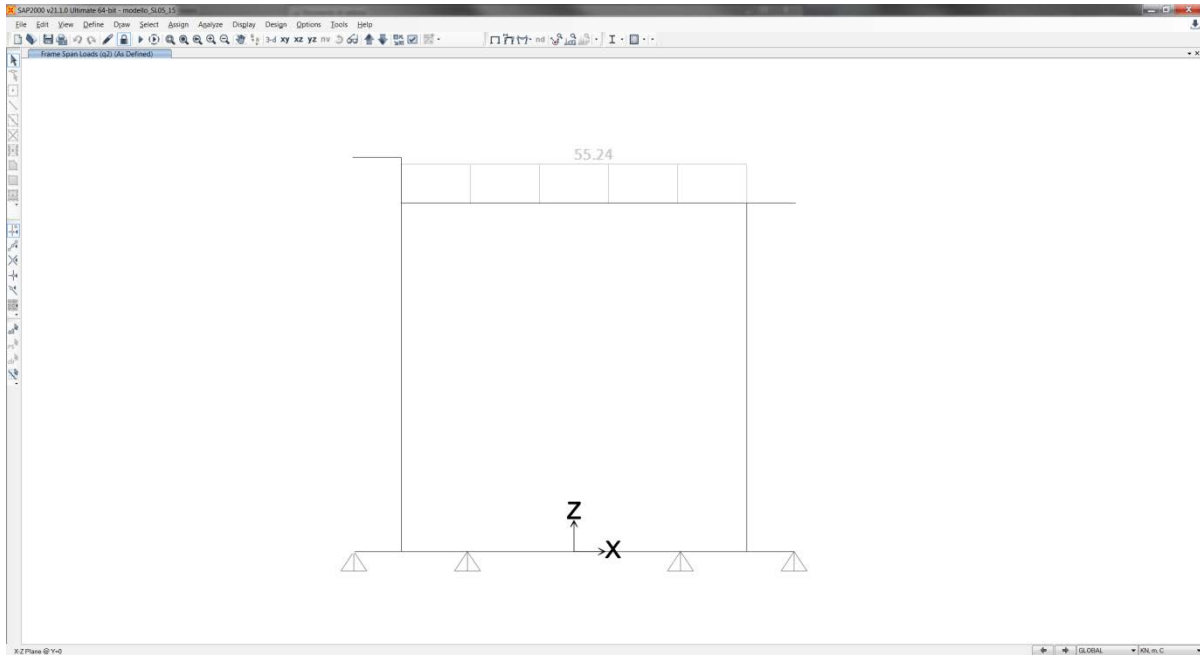 SAP2000 v21.1.0 Ultimate 64-bit - modello_SL05_15
File Edit View Define Draw Select Assign Analyze Display Design Options Tools Help
3-d xy xz yz nv nd
Frame Span Loads (q2) (As Defined)
55.24
Z
X
X-Z Plane @ Y=0
GLOBAL KN, m, C